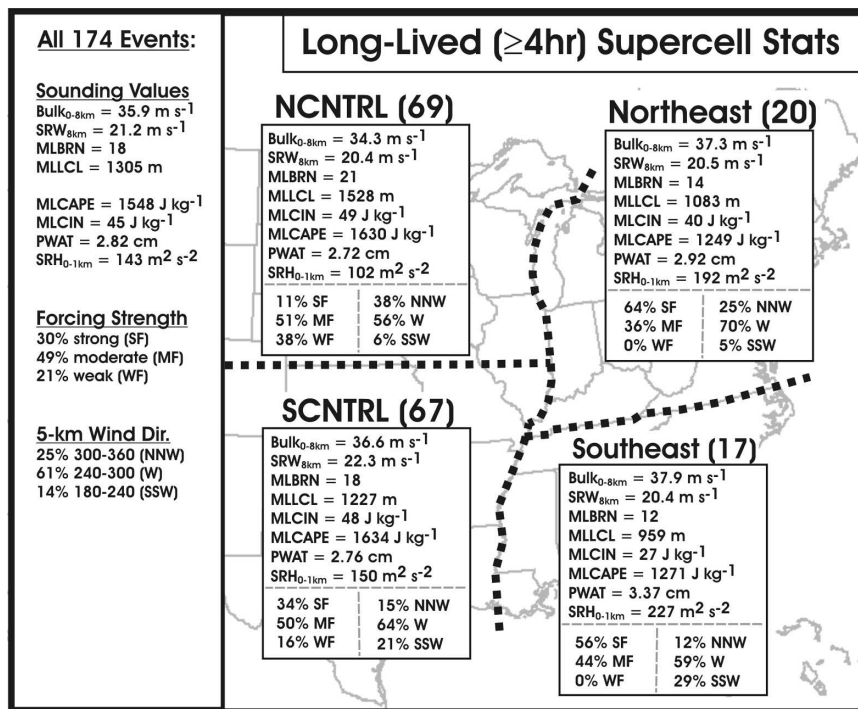 All 174 Events:
Sounding Values
Bulk0-8km = 35.9 m s-1
SRW8km = 21.2 m s-1
MLBRN = 18
MLLCL = 1305 m
MLCAPE = 1548 J kg-1
MLCIN = 45 J kg-1
PWAT = 2.82 cm
SRH0-1km = 143 m2 s-2
Forcing Strength
30% strong (SF)
49% moderate (MF)
21% weak (WF)
5-km Wind Dir.
25% 300-360 (NNW)
61% 240-300 (W)
14% 180-240 (SSW)
Long-Lived (≥4hr) Supercell Stats
NCNTRL (69)
Bulk0-8km = 34.3 m s-1
SRW8km = 20.4 m s-1
MLBRN = 21
MLLCL = 1528 m
MLCIN = 49 J kg-1
MLCAPE = 1630 J kg-1
PWAT = 2.72 cm
SRH0-1km = 102 m2 s-2
11% SF 38% NNW
51% MF 56% W
38% WF 6% SSW
Northeast (20)
Bulk0-8km = 37.3 m s-1
SRW8km = 20.5 m s-1
MLBRN = 14
MLLCL = 1083 m
MLCIN = 40 J kg-1
MLCAPE = 1249 J kg-1
PWAT = 2.92 cm
SRH0-1km = 192 m2 s-2
64% SF 25% NNW
36% MF 70% W
0% WF 5% SSW
SCNTRL (67)
Bulk0-8km = 36.6 m s-1
SRW8km = 22.3 m s-1
MLBRN = 18
MLLCL = 1227 m
MLCIN = 48 J kg-1
MLCAPE = 1634 J kg-1
PWAT = 2.76 cm
SRH0-1km = 150 m2 s-2
34% SF 15% NNW
50% MF 64% W
16% WF 21% SSW
Southeast (17)
Bulk0-8km = 37.9 m s-1
SRW8km = 20.4 m s-1
MLBRN = 12
MLLCL = 959 m
MLCIN = 27 J kg-1
MLCAPE = 1271 J kg-1
PWAT = 3.37 cm
SRH0-1km = 227 m2 s-2
56% SF 12% NNW
44% MF 59% W
0% WF 29% SSW